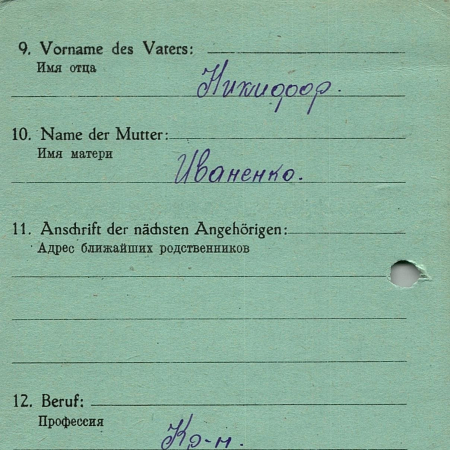 9. Vorname des Vaters:
Имя отца
Никифор.
10. Name der Mutter:
Имя матери
Иваненко.
11. Anschrift der nächsten Angehörigen:
Адрес ближайших родственников
12. Beruf:
Профессия
Кр-н.